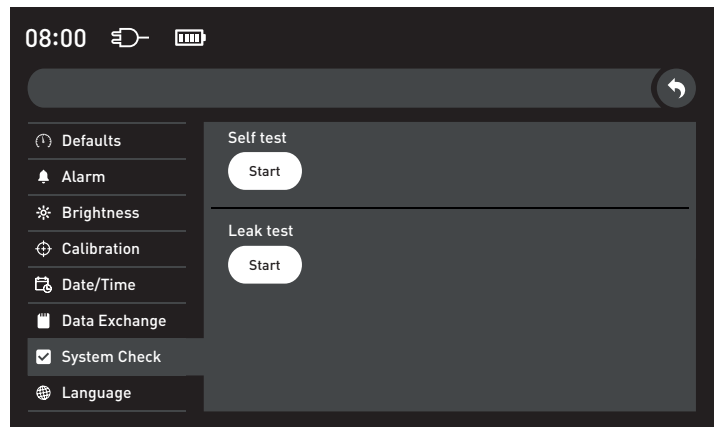 08:00
Defaults
Alarm
Brightness
Calibration
Date/Time
Data Exchange
System Check
Language
Self test
Start
Leak test
Start